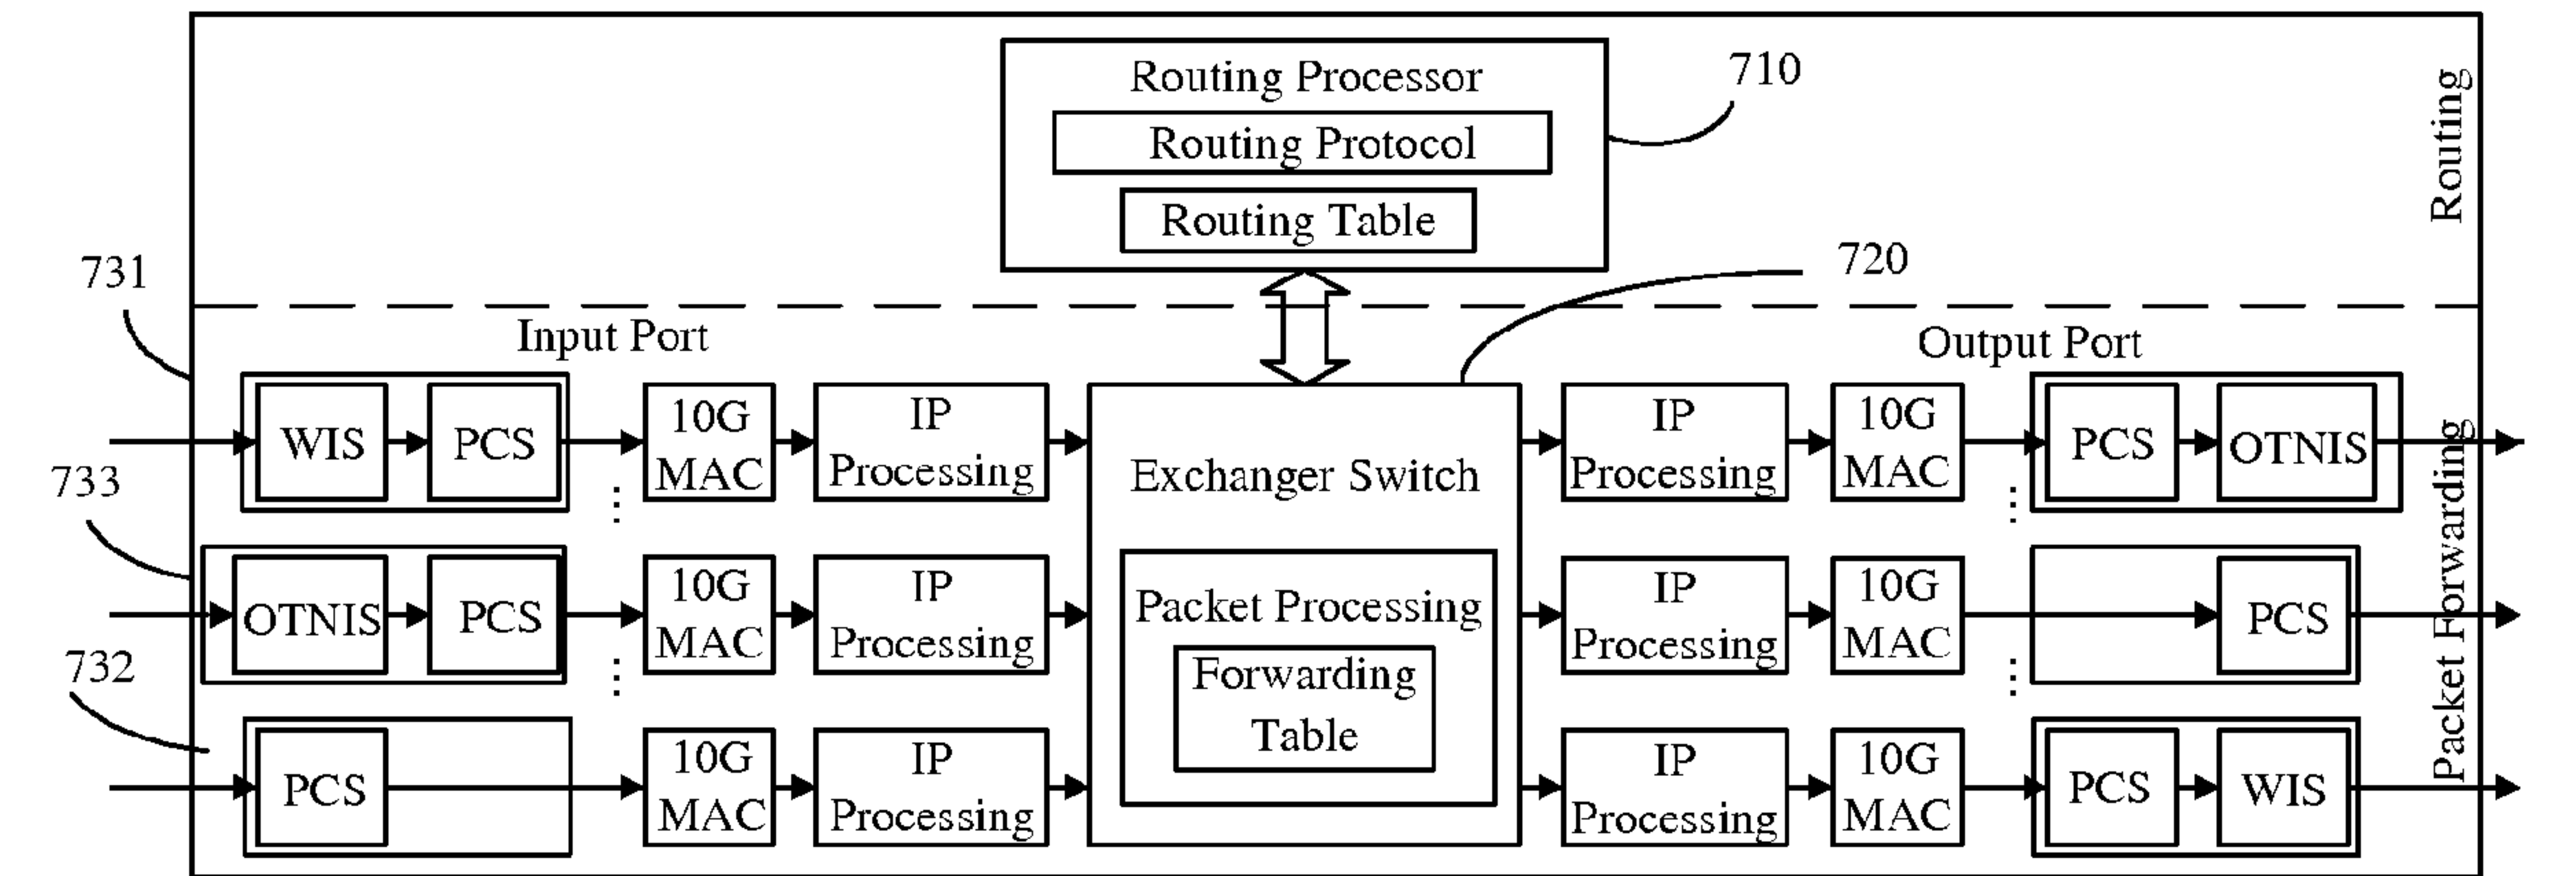 Routing Processor
710
Routing Protocol
Routing Table
Routing
731
720
Input Port
Output Port
WIS
PCS
10G
MAC
IP
Processing
Exchanger Switch
IP
Processing
10G
MAC
PCS
OTNIS
733
...
...
OTNIS
PCS
10G
MAC
IP
Processing
Packet Processing
Forwarding
Table
IP
Processing
10G
MAC
PCS
Packet Forwarding
732
...
...
PCS
10G
MAC
IP
Processing
IP
Processing
10G
MAC
PCS
WIS